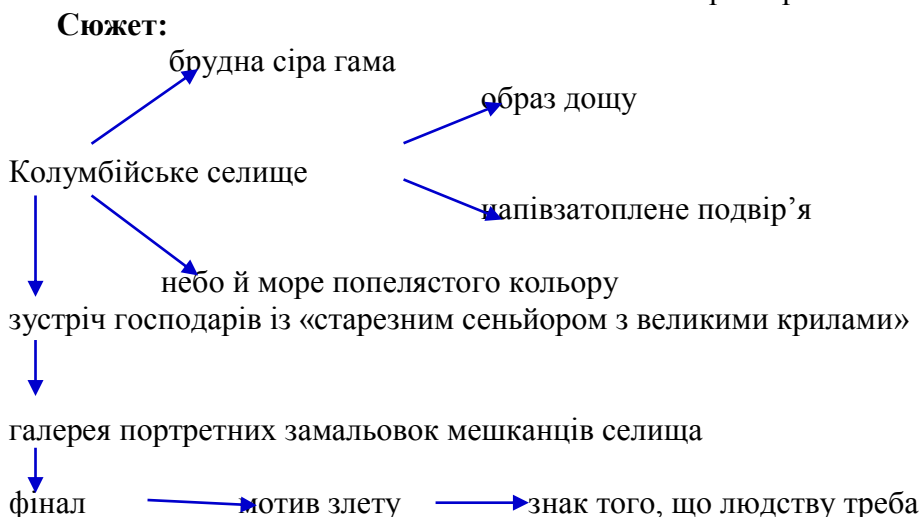 Сюжет:
брудна сіра гама
образ дощу
Колумбійське селище
напівзатоплене подвір’я
небо й море попелястого кольору
зустріч господарів із «старезним сеньйором з великими крилами»
галерея портретних замальовок мешканців селища
фінал мотив злету знак того, що людству треба